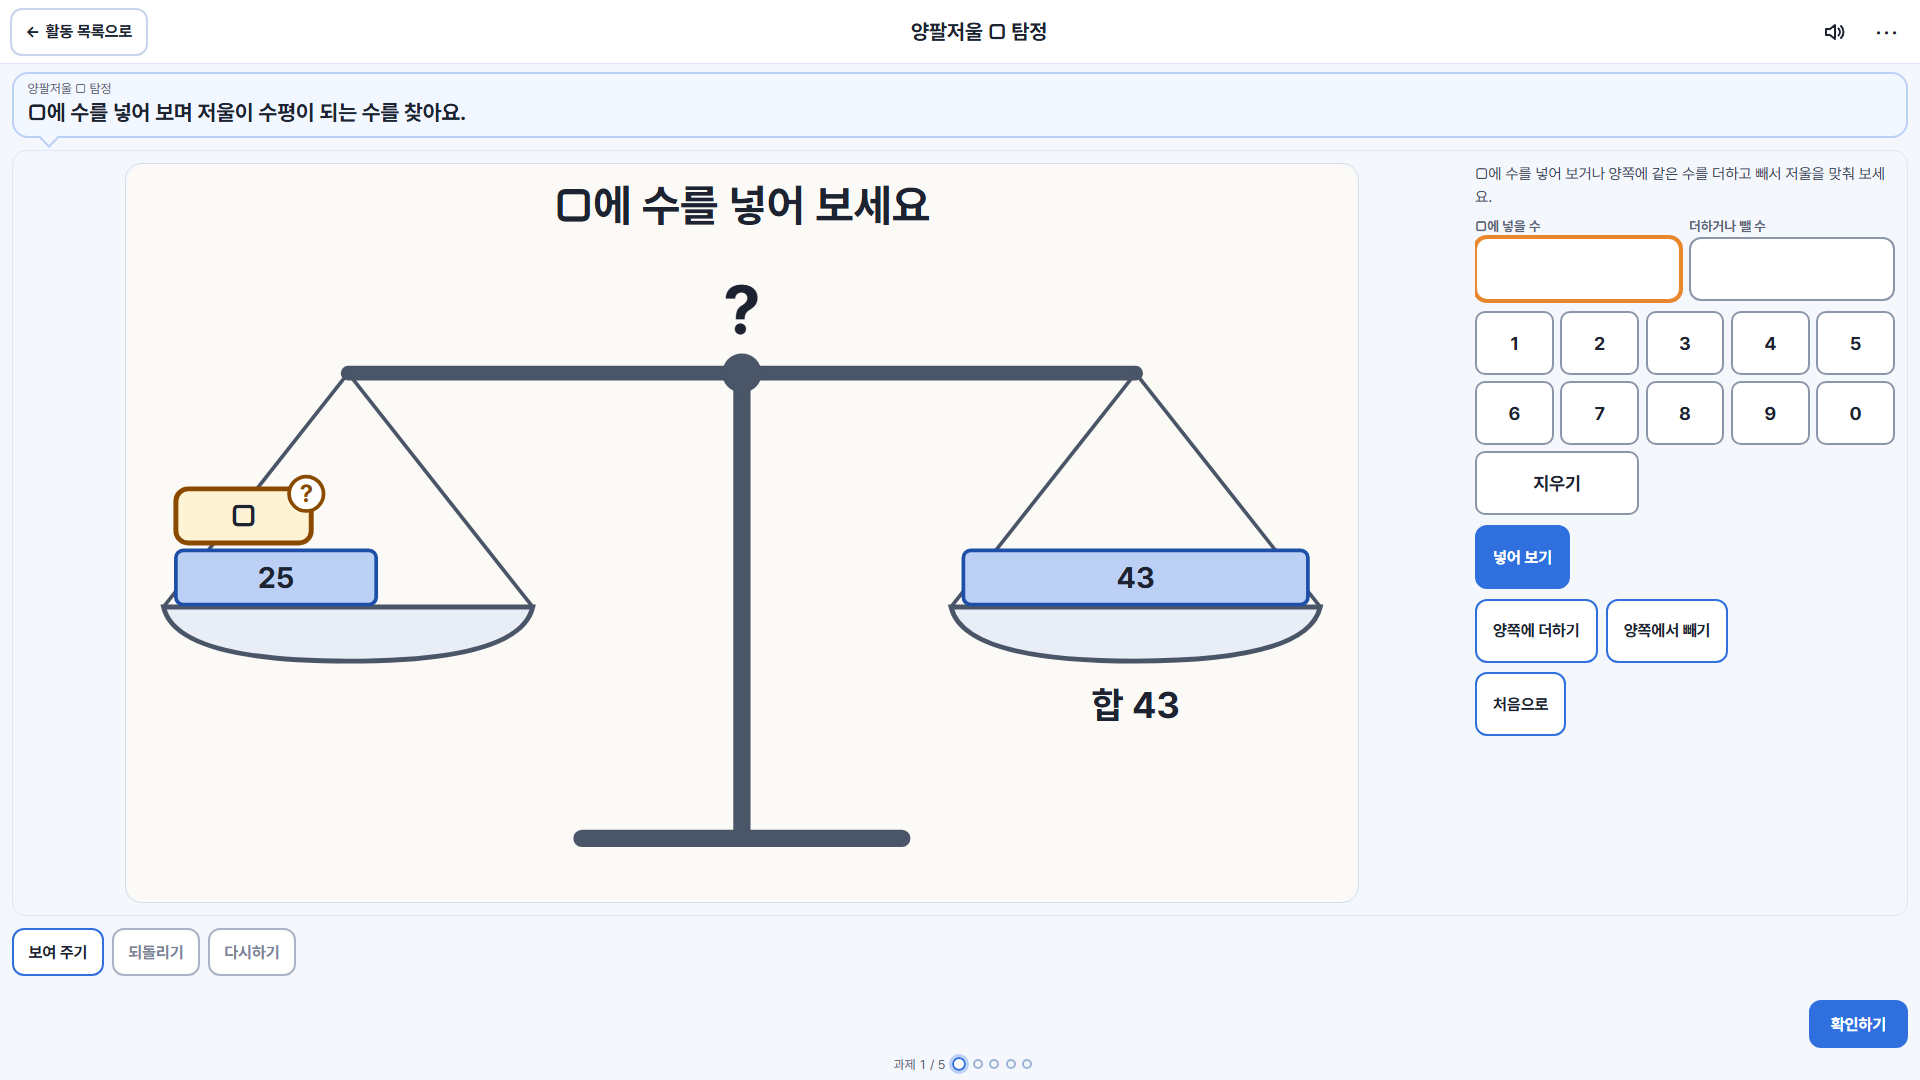 ← 활동 목록으로
양팔저울 □ 탐정
...
양팔저울 □ 탐정
□에 수를 넣어 보며 저울이 수평이 되는 수를 찾아요.
□에 수를 넣어 보세요
?
□
?
25
43
합 43
□에 수를 넣어 보거나 양쪽에 같은 수를 더하고 빼서 저울을 맞춰 보세
요.
□에 넣을 수
더하거나 뺄 수
1 2 3 4 5
6 7 8 9 0
지우기
넣어 보기
양쪽에 더하기
양쪽에서 빼기
처음으로
보여 주기
되돌리기
다시하기
확인하기
과제 1 / 5